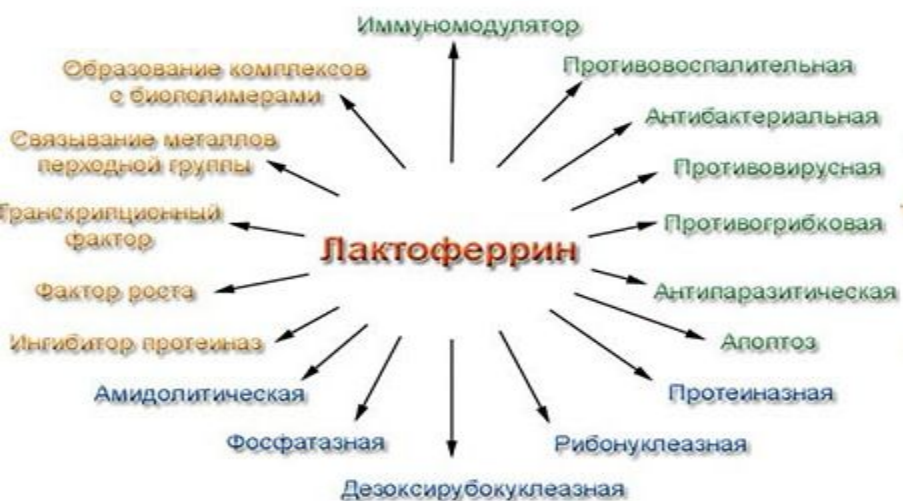 Иммуномодулятор
Образование комплексов
с биополимерами
Противовоспалительная
Антибактериальная
Связывание металлов
перходной группы
Противовирусная
Транскрипционный
фактор
Противогрибковая
Лактоферрин
Фактор роста
Антипаразитическая
Ингибитор протеиназ
Апоптоз
Амидолитическая
Протеиназная
Фосфатазная
Рибонуклеазная
Дезоксирубокуклеазная